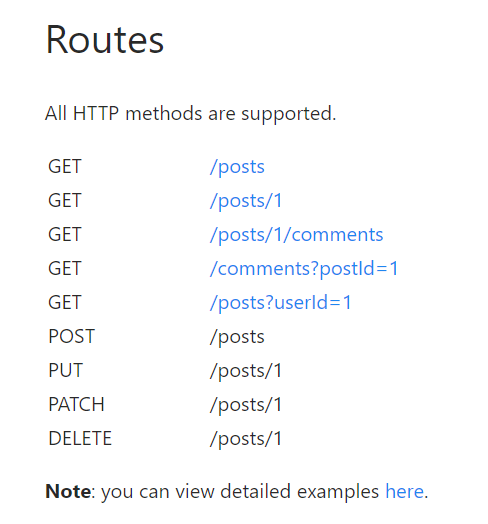 Routes
All HTTP methods are supported.
GET /posts
GET /posts/1
GET /posts/1/comments
GET /comments?postId=1
GET /posts?userId=1
POST /posts
PUT /posts/1
PATCH /posts/1
DELETE /posts/1
Note: you can view detailed examples here.